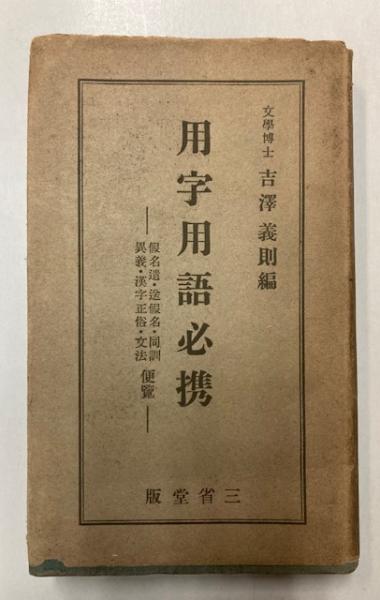 文學博士 吉澤義則編
用字用語必携
假名遣・送假名・同訓
異義・漢字正俗・文法
便覽
三省堂版